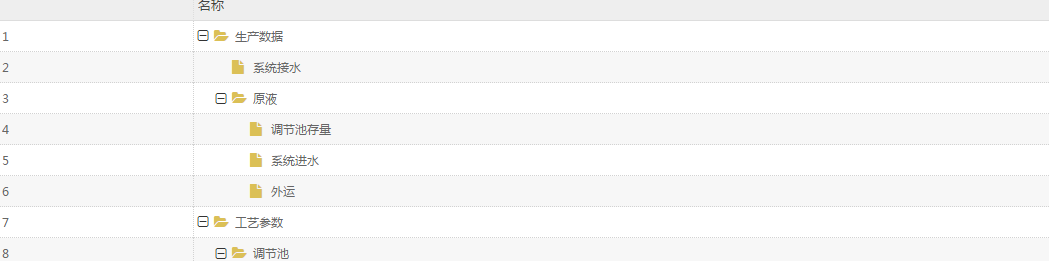 名称
1 生产数据
2 系统接水
3 原液
4 调节池存量
5 系统进水
6 外运
7 工艺参数
8 调节池